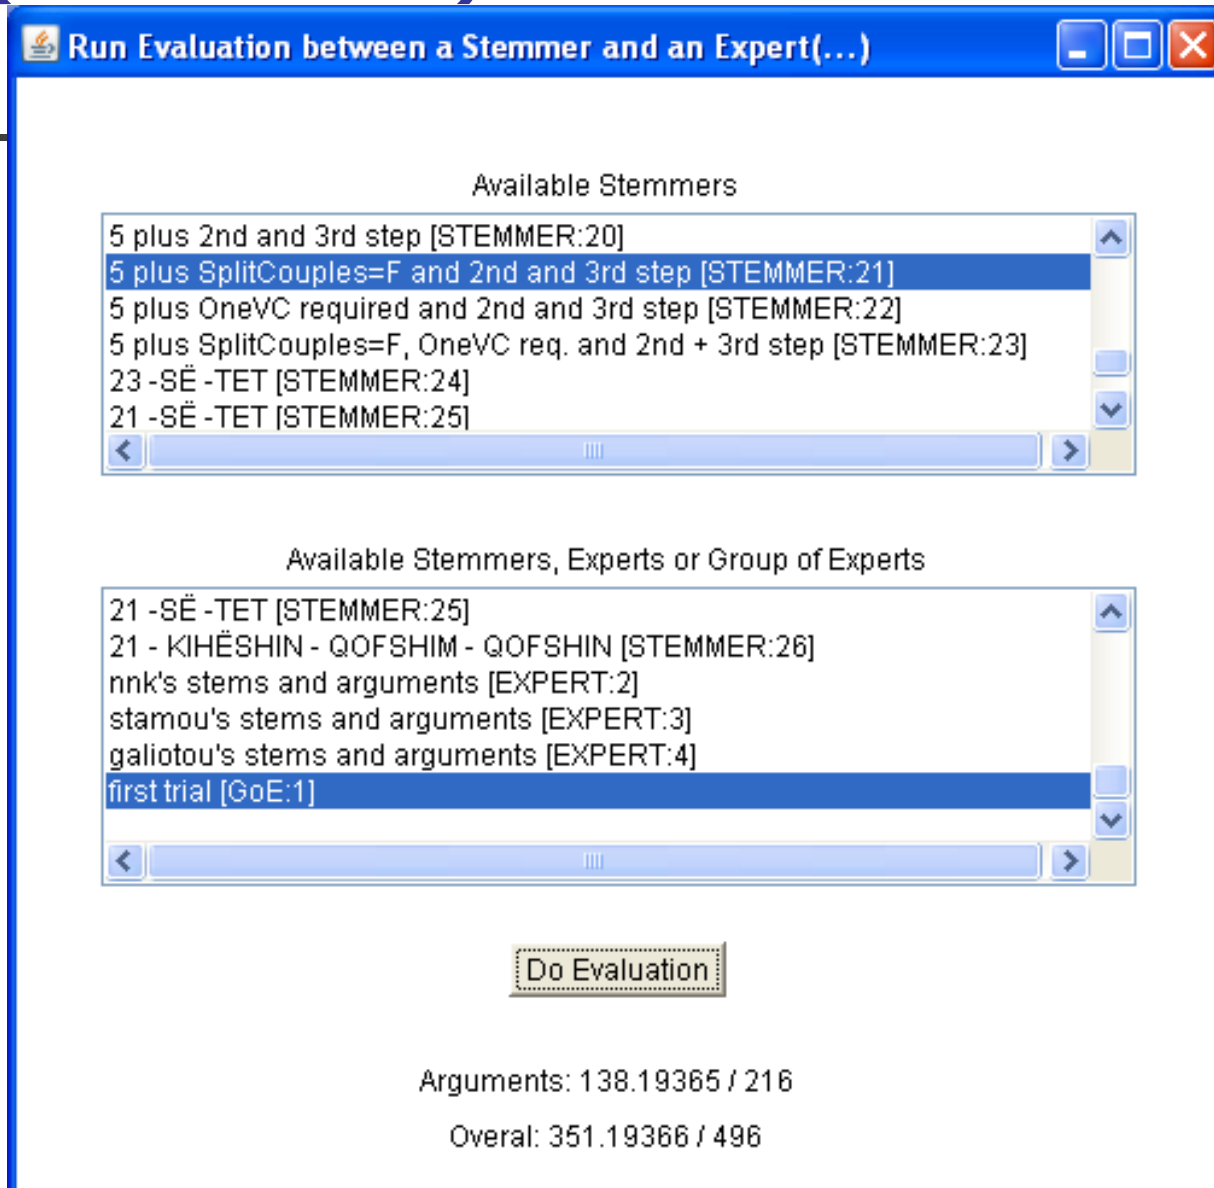 Run Evaluation between a Stemmer and an Expert(...)
Available Stemmers
5 plus 2nd and 3rd step [STEMMER:20]
5 plus SplitCouples=F and 2nd and 3rd step [STEMMER:21]
5 plus OneVC required and 2nd and 3rd step [STEMMER:22]
5 plus SplitCouples=F, OneVC req. and 2nd + 3rd step [STEMMER:23]
23 -SË -TET [STEMMER:24]
21 -SË -TET [STEMMER:25]
Available Stemmers, Experts or Group of Experts
21 -SË -TET [STEMMER:25]
21 - KIHËSHIN - QOFSHIM - QOFSHIN [STEMMER:26]
nnk's stems and arguments [EXPERT:2]
stamou's stems and arguments [EXPERT:3]
galiotou's stems and arguments [EXPERT:4]
first trial [GoE:1]
Do Evaluation
Arguments: 138.19365 / 216
Overal: 351.19366 / 496